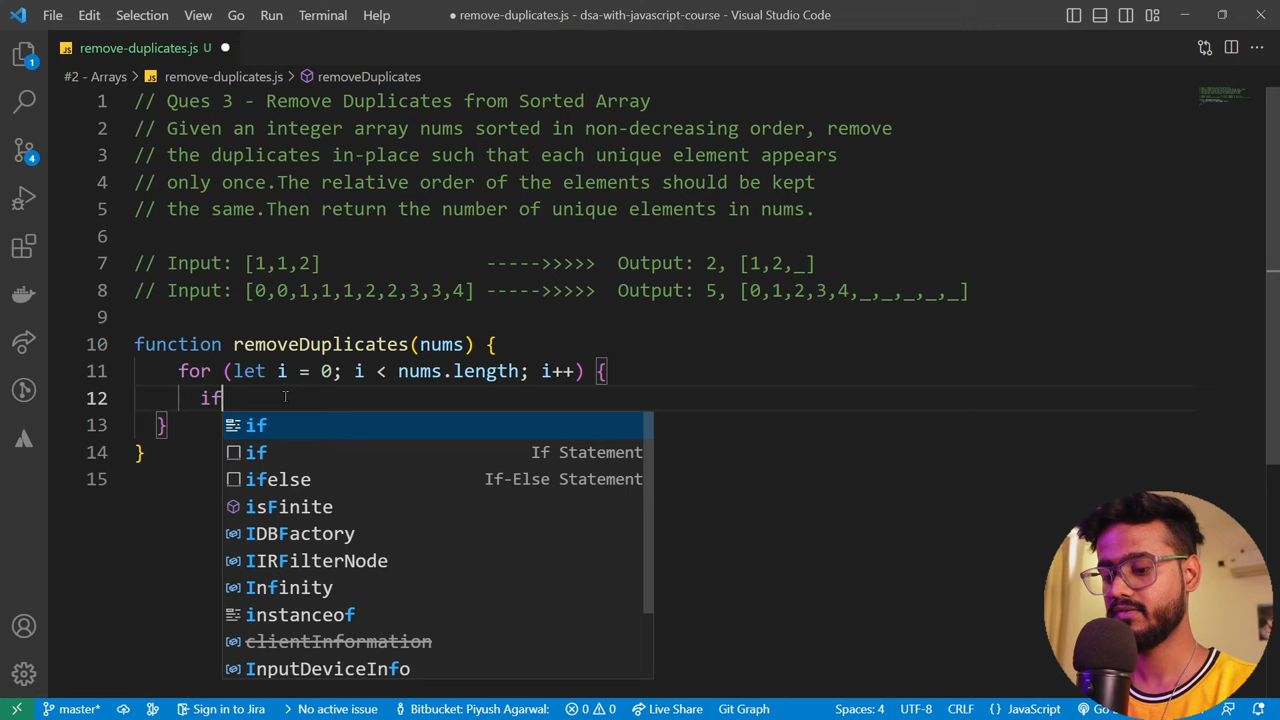 File Edit Selection View Go Run Terminal Help
● remove-duplicates.js - dsa-with-javascript-course - Visual Studio Code
JS remove-duplicates.js U ●
#2 - Arrays > JS remove-duplicates.js > removeDuplicates
1 // Ques 3 - Remove Duplicates from Sorted Array
2 // Given an integer array nums sorted in non-decreasing order, remove
3 // the duplicates in-place such that each unique element appears
4 // only once.The relative order of the elements should be kept
5 // the same.Then return the number of unique elements in nums.
6
7 // Input: [1,1,2] ----->>>>> Output: 2, [1,2,_]
8 // Input: [0,0,1,1,1,2,2,3,3,4] ----->>>>> Output: 5, [0,1,2,3,4,_,_,_,_,_]
9
10 function removeDuplicates(nums) {
11 for (let i = 0; i < nums.length; i++) {
12 if
13 }
14 }
15
if
if If Statement
ifelse If-Else Statement
isFinite
IDBFactory
IIRFilterNode
Infinity
instanceof
clientInformation
InputDeviceInfo
1
4
master* Sign in to Jira No active issue Bitbucket: Piyush Agarwal: 0 0 Live Share Git Graph Spaces: 4 UTF-8 CRLF {} JavaScript